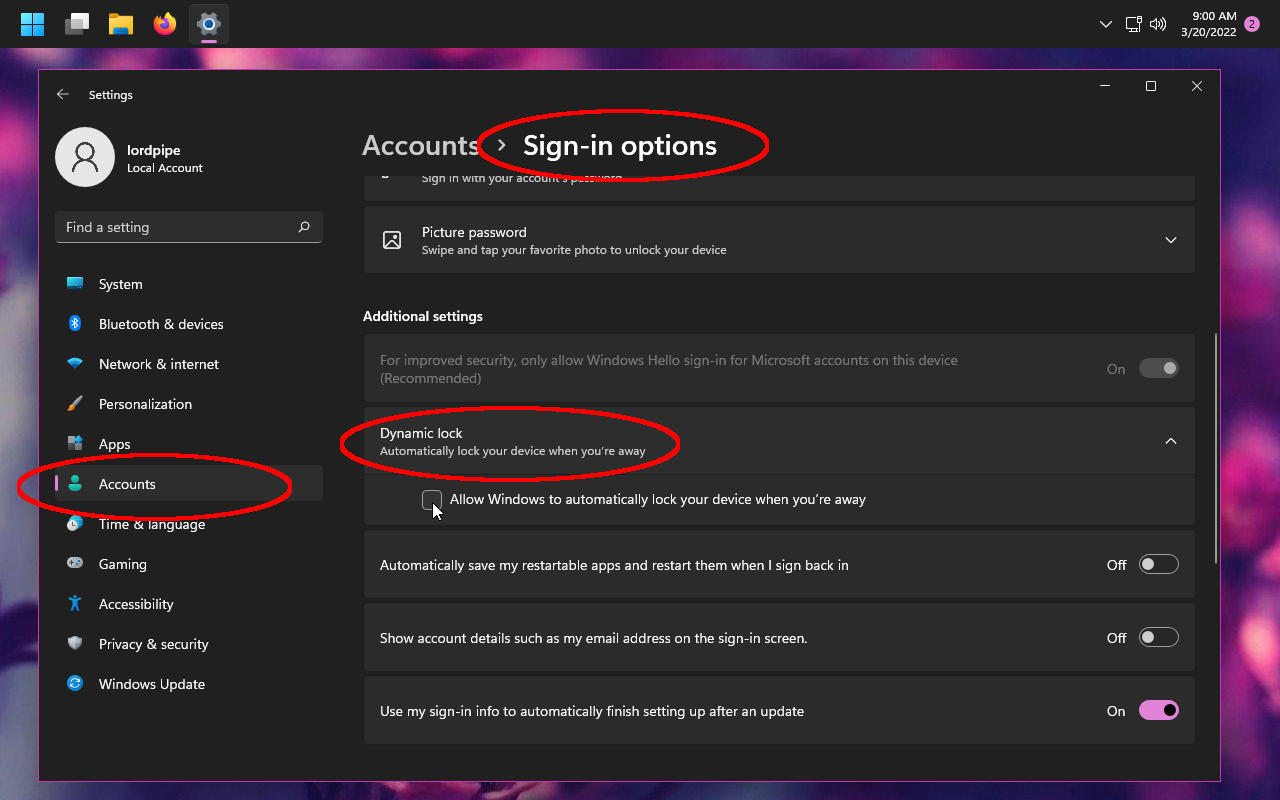 9:00 AM
3/20/2022
2
Settings
lordpipe
Local Account
Find a setting
System
Bluetooth & devices
Network & internet
Personalization
Apps
Accounts
Time & language
Gaming
Accessibility
Privacy & security
Windows Update
Accounts › Sign-in options
Sign in with your account's password
Picture password
Swipe and tap your favorite photo to unlock your device
Additional settings
For improved security, only allow Windows Hello sign-in for Microsoft accounts on this device
(Recommended)
On
Dynamic lock
Automatically lock your device when you're away
Allow Windows to automatically lock your device when you're away
Automatically save my restartable apps and restart them when I sign back in
Off
Show account details such as my email address on the sign-in screen.
Off
Use my sign-in info to automatically finish setting up after an update
On